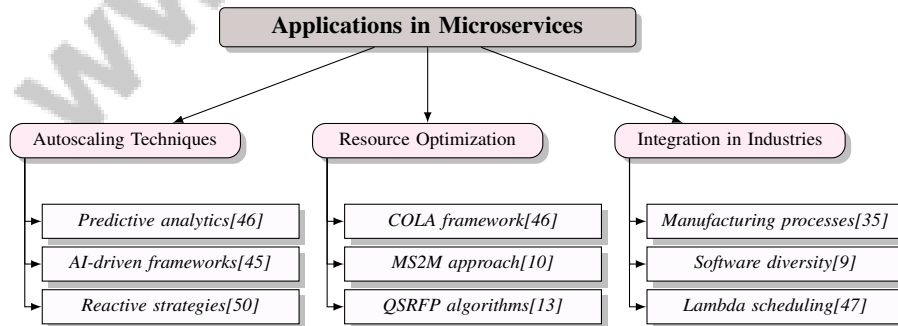 Applications in Microservices
Autoscaling Techniques
Resource Optimization
Integration in Industries
Predictive analytics[46]
COLA framework[46]
Manufacturing processes[35]
AI-driven frameworks[45]
MS2M approach[10]
Software diversity[9]
Reactive strategies[50]
QSRFP algorithms[13]
Lambda scheduling[47]